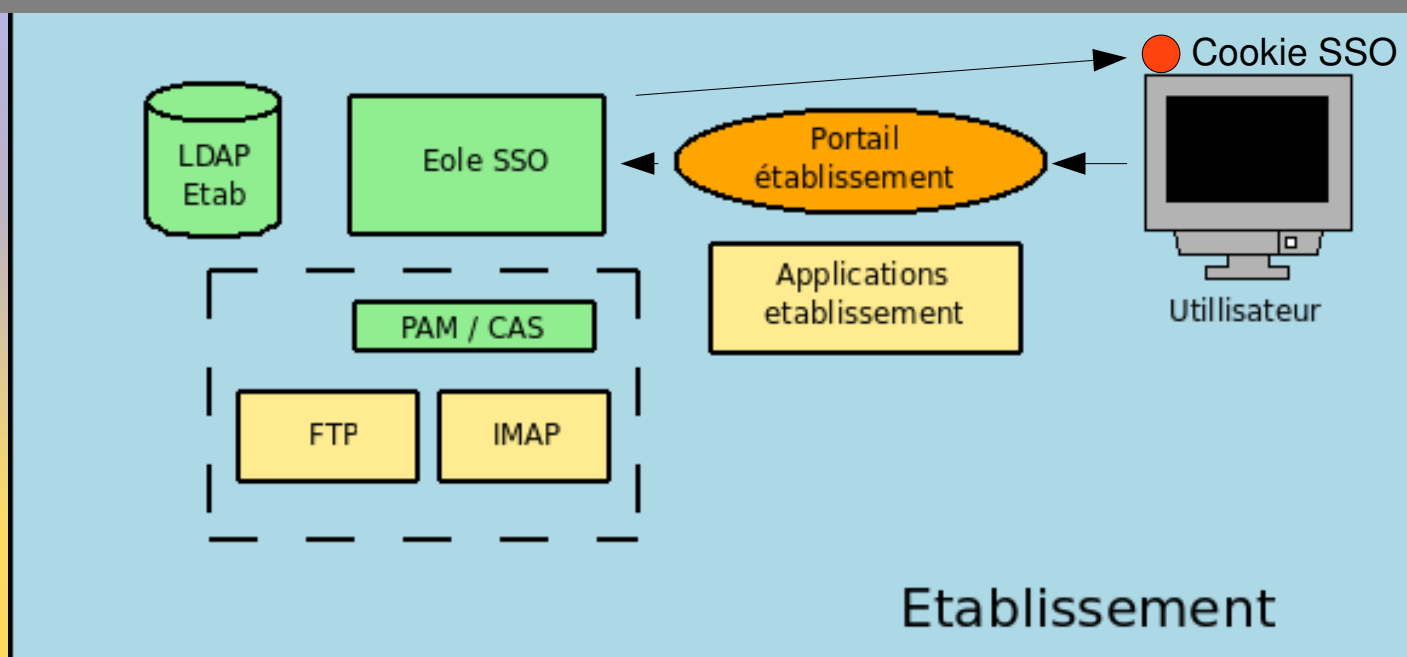 Cookie SSO
LDAP
Etab
Eole SSO
Portail
établissement
Applications
etablissement
Utillisateur
PAM / CAS
FTP
IMAP
Etablissement